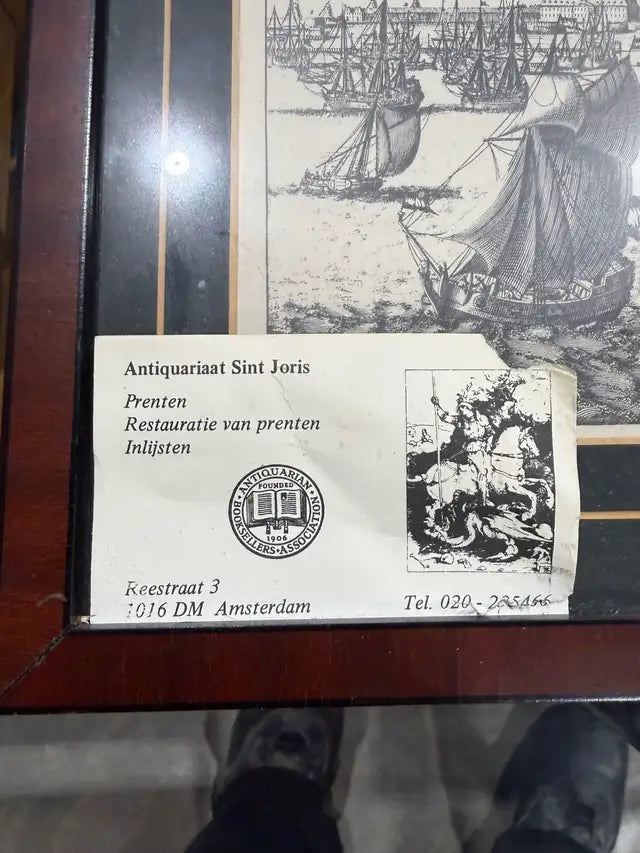 Antiquariaat Sint Joris
Prenten
Restauratie van prenten
Inlijsten
ANTIQUARIAN BOOKSELLERS ASSOCIATION
FOUNDED
1906
Reestraat 3
1016 DM Amsterdam
Tel. 020 - 235466